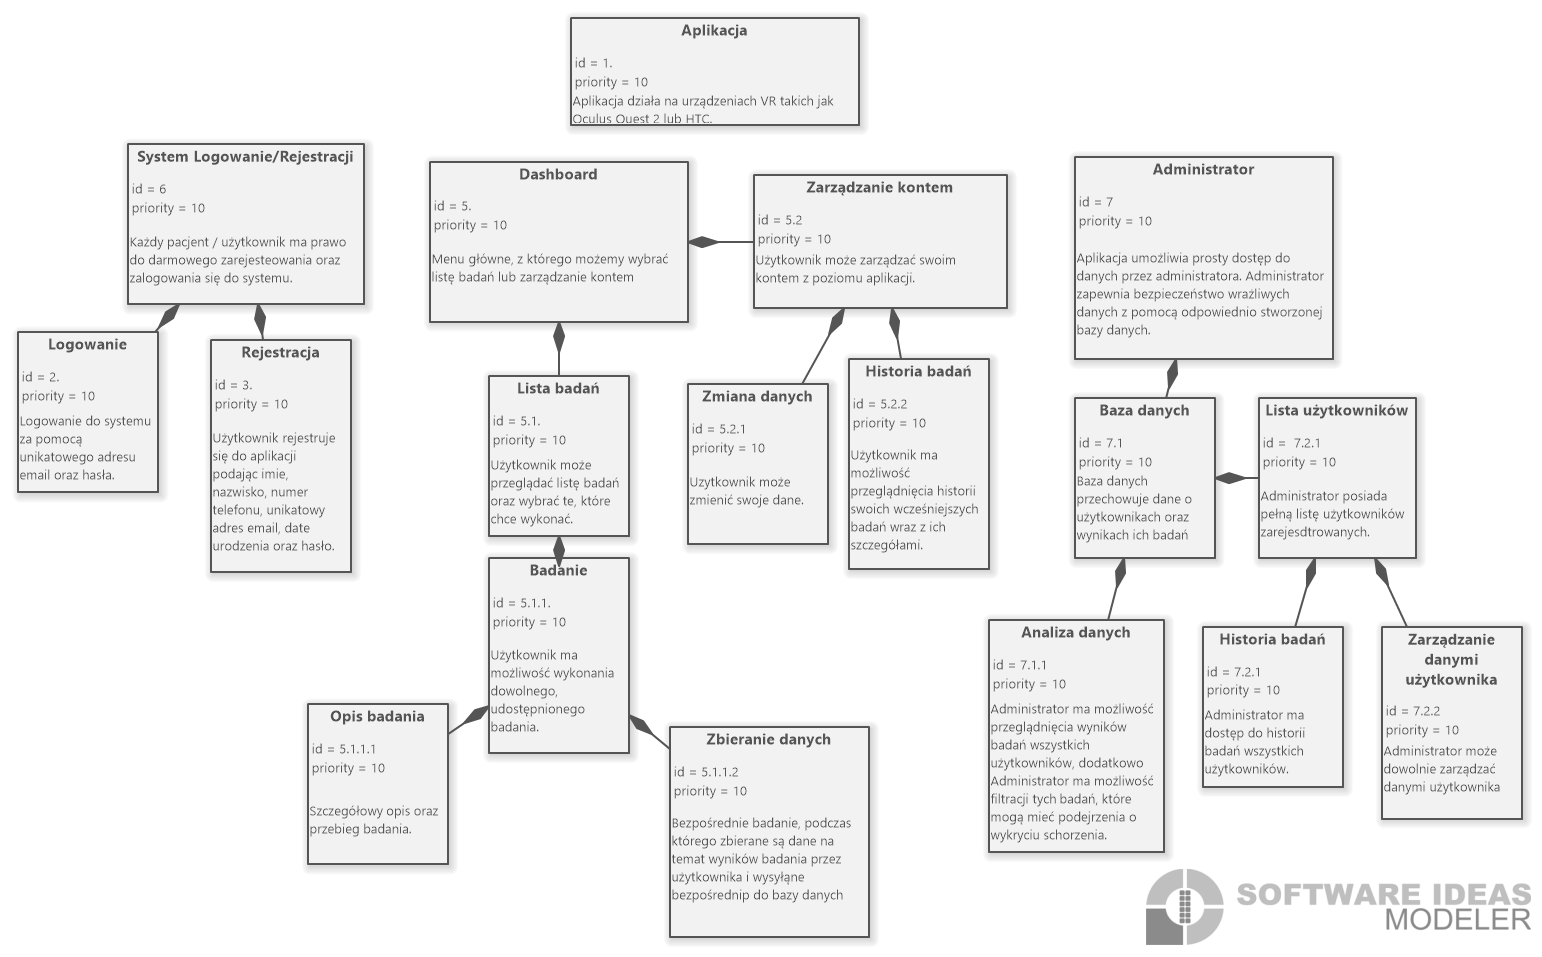 Aplikacja
id = 1.
priority = 10
Aplikacja działa na urządzeniach VR takich jak
Oculus Quest 2 lub HTC.
System Logowanie/Rejestracji
id = 6
priority = 10
Każdy pacjent / użytkownik ma prawo
do darmowego zarejesteowania oraz
zalogowania się do systemu.
Logowanie
id = 2.
priority = 10
Logowanie do systemu
za pomocą
unikatowego adresu
email oraz hasła.
Rejestracja
id = 3.
priority = 10
Użytkownik rejestruje
się do aplikacji
podając imie,
nazwisko, numer
telefonu, unikatowy
adres email, date
urodzenia oraz hasło.
Dashboard
id = 5.
priority = 10
Menu główne, z którego możemy wybrać
listę badań lub zarządzanie kontem
Zarządzanie kontem
id = 5.2
priority = 10
Użytkownik może zarządzać swoim
kontem z poziomu aplikacji.
Lista badań
id = 5.1.
priority = 10
Użytkownik może
przeglądać listę badań
oraz wybrać te, które
chce wykonać.
Zmiana danych
id = 5.2.1
priority = 10
Uzytkownik może
zmienić swoje dane.
Historia badań
id = 5.2.2
priority = 10
Użytkownik ma
możliwość
przeglądnięcia historii
swoich wcześniejszych
badań wraz z ich
szczegółami.
Badanie
id = 5.1.1.
priority = 10
Użytkownik ma
możliwość wykonania
dowolnego,
udostępnionego
badania.
Opis badania
id = 5.1.1.1
priority = 10
Szczegółowy opis oraz
przebieg badania.
Zbieranie danych
id = 5.1.1.2
priority = 10
Bezpośrednie badanie, podczas
którego zbierane są dane na
temat wyników badania przez
użytkownika i wysyłąne
bezpośrednip do bazy danych
Administrator
id = 7
priority = 10
Aplikacja umożliwia prosty dostęp do
danych przez administratora. Administrator
zapewnia bezpieczeństwo wrażliwych
danych z pomocą odpowiednio stworzonej
bazy danych.
Baza danych
id = 7.1
priority = 10
Baza danych
przechowuje dane o
użytkownikach oraz
wynikach ich badań
Lista użytkowników
id =  7.2.1
priority = 10
Administrator posiada
pełną listę użytkowników
zarejesdtrowanych.
Analiza danych
id = 7.1.1
priority = 10
Administrator ma możliwość
przeglądnięcia wyników
badań wszystkich
użytkowników, dodatkowo
Administrator ma możliwość
filtracji tych badań, które
mogą mieć podejrzenia o
wykryciu schorzenia.
Historia badań
id = 7.2.1
priority = 10
Administrator ma
dostęp do historii
badań wszystkich
użytkowników.
Zarządzanie
danymi
użytkownika
id = 7.2.2
priority = 10
Administrator może
dowolnie zarządzać
danymi użytkownika
SOFTWARE IDEAS
MODELER